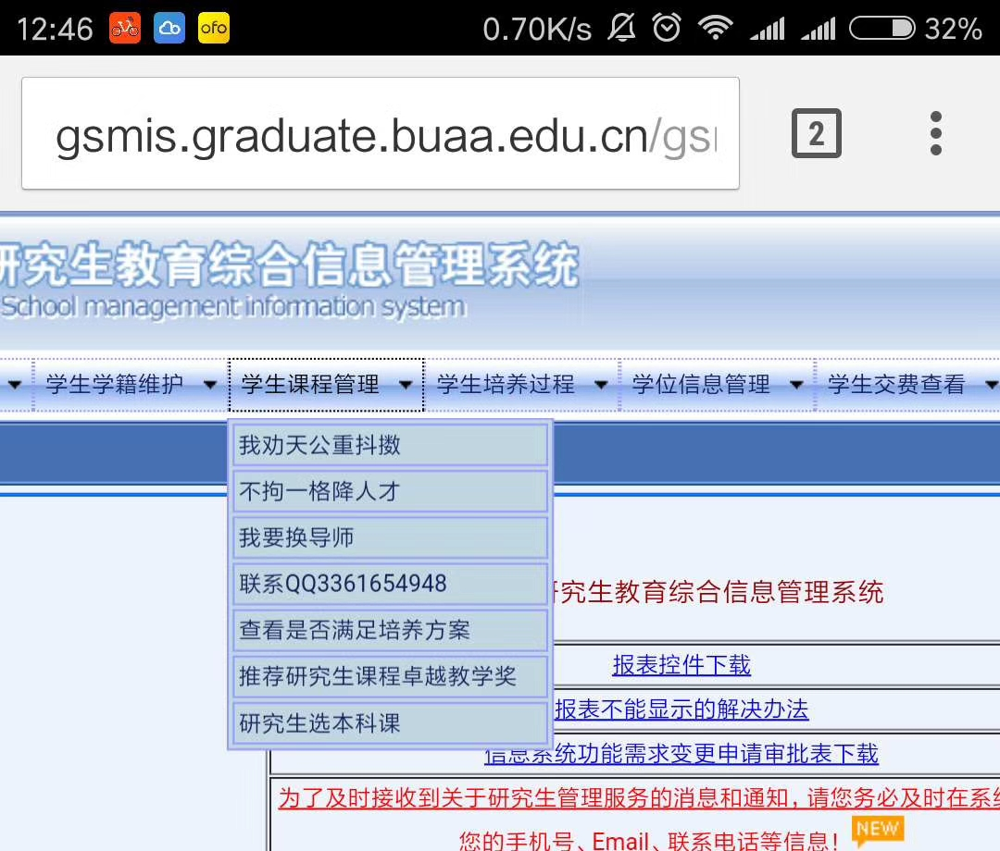 12:46 ofo 0.70K/s 32%
gsmis.graduate.buaa.edu.cn/gsi
2
研究生教育综合信息管理系统
School management information system
学生学籍维护 学生课程管理 学生培养过程 学位信息管理 学生交费查看
我劝天公重抖擞
不拘一格降人才
我要换导师
联系QQ3361654948
查看是否满足培养方案
推荐研究生课程卓越教学奖
研究生选本科课
研究生教育综合信息管理系统
报表控件下载
报表不能显示的解决办法
信息系统功能需求变更申请审批表下载
为了及时接收到关于研究生管理服务的消息和通知，请您务必及时在系统
您的手机号、Email、联系电话等信息！ NEW